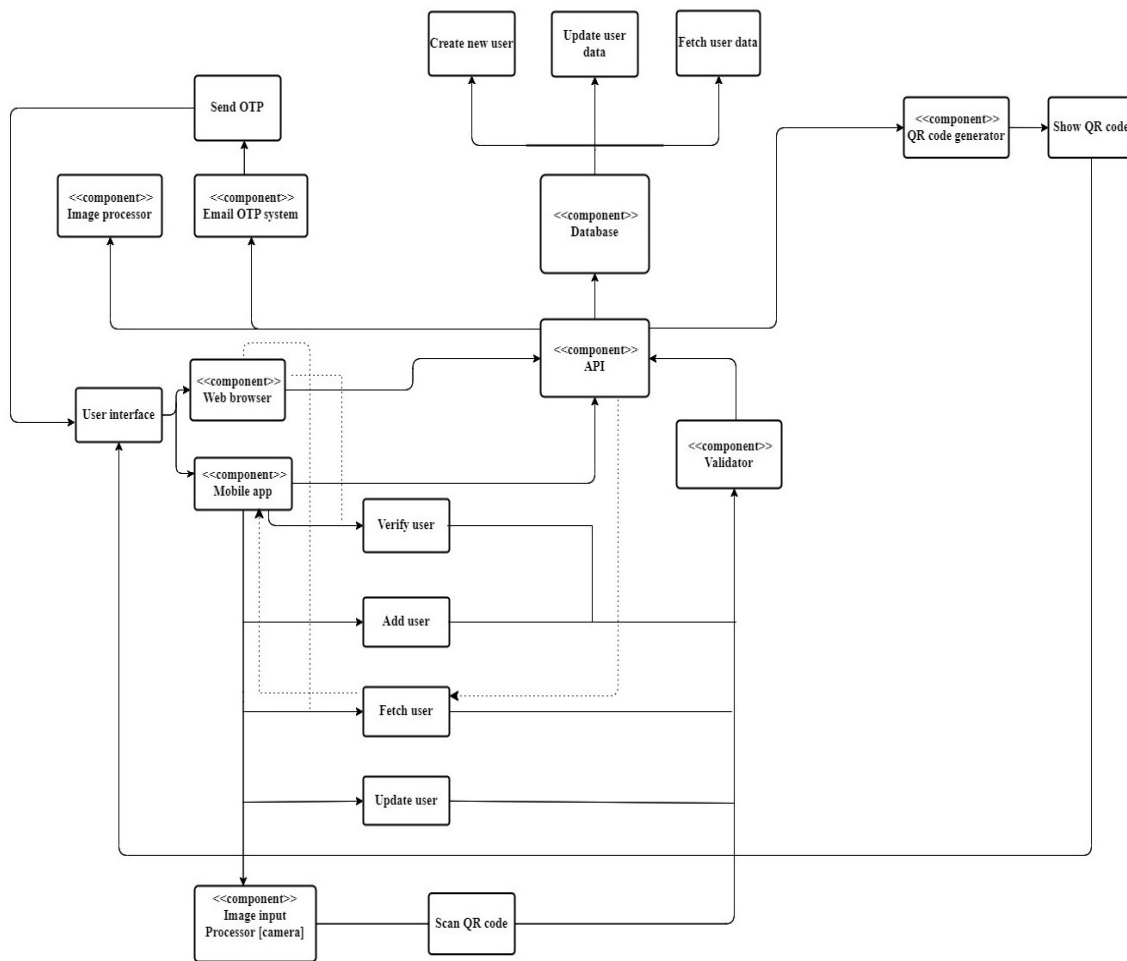 Create new user
Update user
data
Fetch user data
Send OTP
<<component>>
QR code generator
Show QR code
<<component>>
Image processor
<<component>>
Email OTP system
<<component>>
Database
<<component>>
API
<<component>>
Web browser
User interface
<<component>>
Validator
<<component>>
Mobile app
Verify user
Add user
Fetch user
Update user
<<component>>
Image input
Processor [camera]
Scan QR code